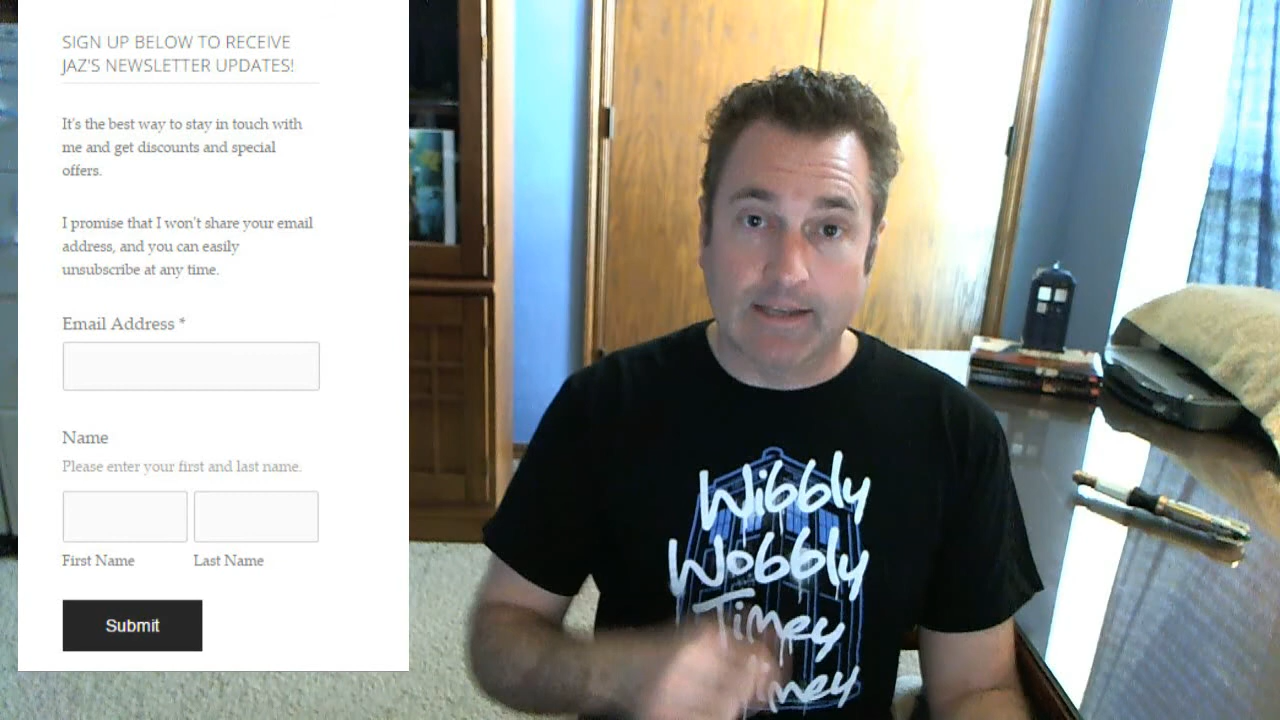 SIGN UP BELOW TO RECEIVE
JAZ'S NEWSLETTER UPDATES!
It's the best way to stay in touch with
me and get discounts and special
offers.
I promise that I won't share your email
address, and you can easily
unsubscribe at any time.
Email Address *
Name
Please enter your first and last name.
First Name Last Name
Submit
Wibbly
Wobbly
Timey